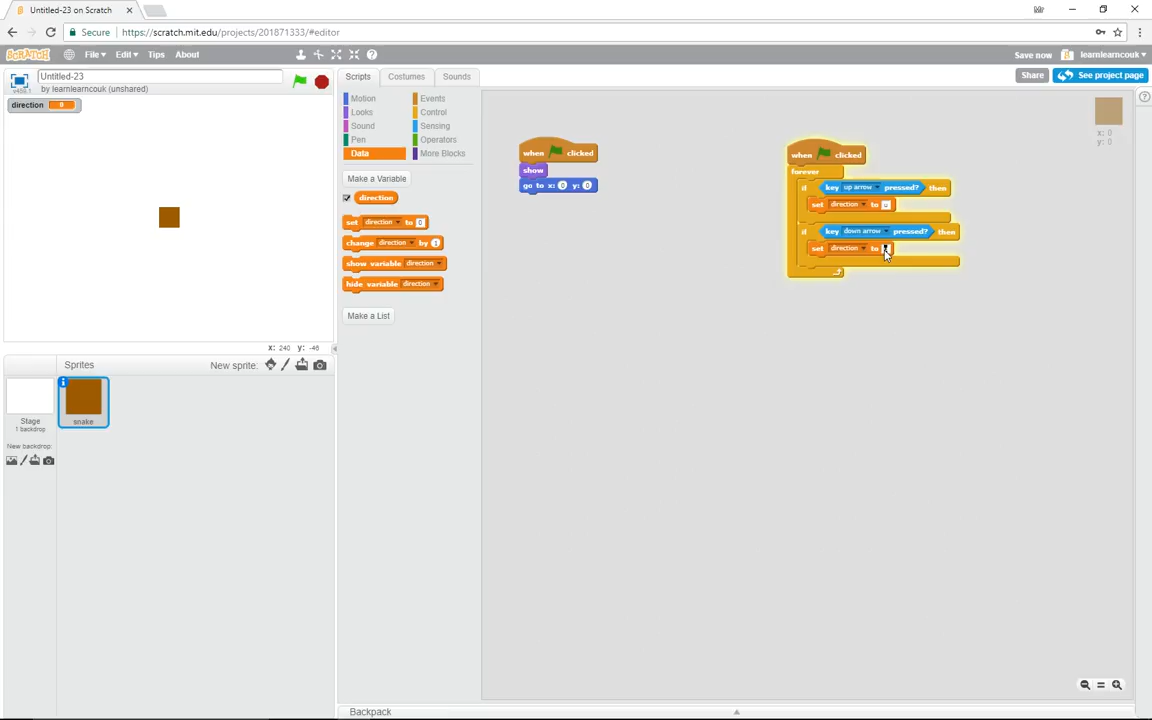 Untitled-23 on Scratch
Secure
https://scratch.mit.edu/projects/201871333/#editor
SCRATCH
File
Edit
Tips
About
Save now
learnlearncouk
Untitled-23
by learnlearncouk (unshared)
Scripts
Costumes
Sounds
Share
See project page
direction
Motion
Events
Looks
Control
Sound
Sensing
Pen
Operators
Data
More Blocks
Make a Variable
direction
set direction to 0
change direction by 1
show variable direction
hide variable direction
Make a List
when clicked
show
go to x: 0 y: 0
when clicked
forever
if key up arrow pressed? then
set direction to u
if key down arrow pressed? then
set direction to
x: 0
y: 0
x: 240 y: -46
Sprites
New sprite:
Stage
1 backdrop
New backdrop:
snake
Backpack